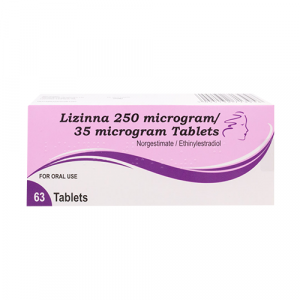 Lizinna 250 microgram/
35 microgram Tablets
Norgestimate / Ethinylestradiol
FOR ORAL USE
63 Tablets